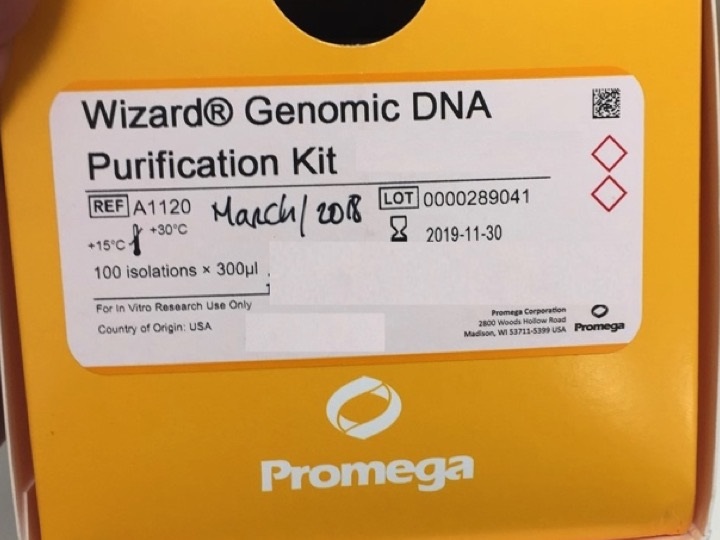 Wizard® Genomic DNA
Purification Kit
REF A1120 March/2018 LOT 0000289041
+15°C +30°C 2019-11-30
100 isolations × 300µl
For In Vitro Research Use Only
Country of Origin: USA
Promega Corporation
2800 Woods Hollow Road
Madison, WI 53711-5399 USA
Promega
Promega